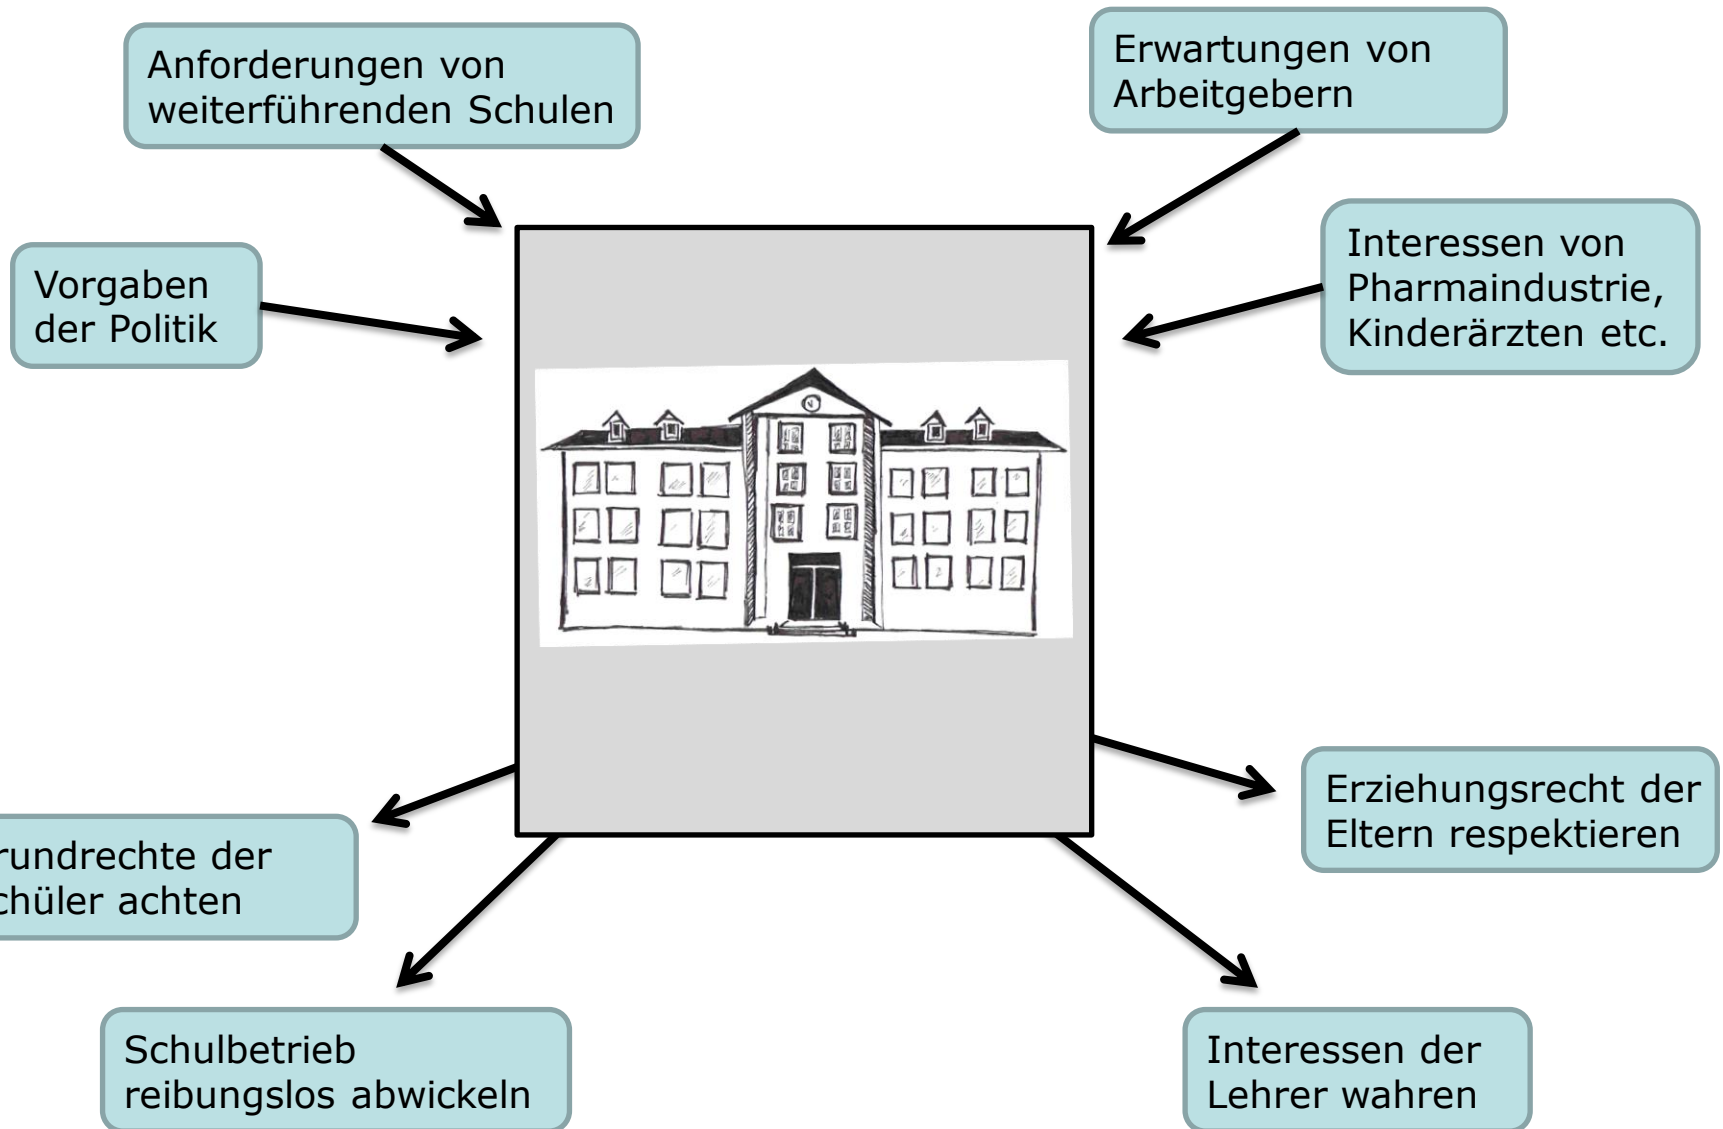 Anforderungen von
weiterführenden Schulen
Erwartungen von
Arbeitgebern
Vorgaben
der Politik
Interessen von
Pharmaindustrie,
Kinderärzten etc.
rundrechte der
chüler achten
Erziehungsrecht der
Eltern respektieren
Schulbetrieb
reibungslos abwickeln
Interessen der
Lehrer wahren